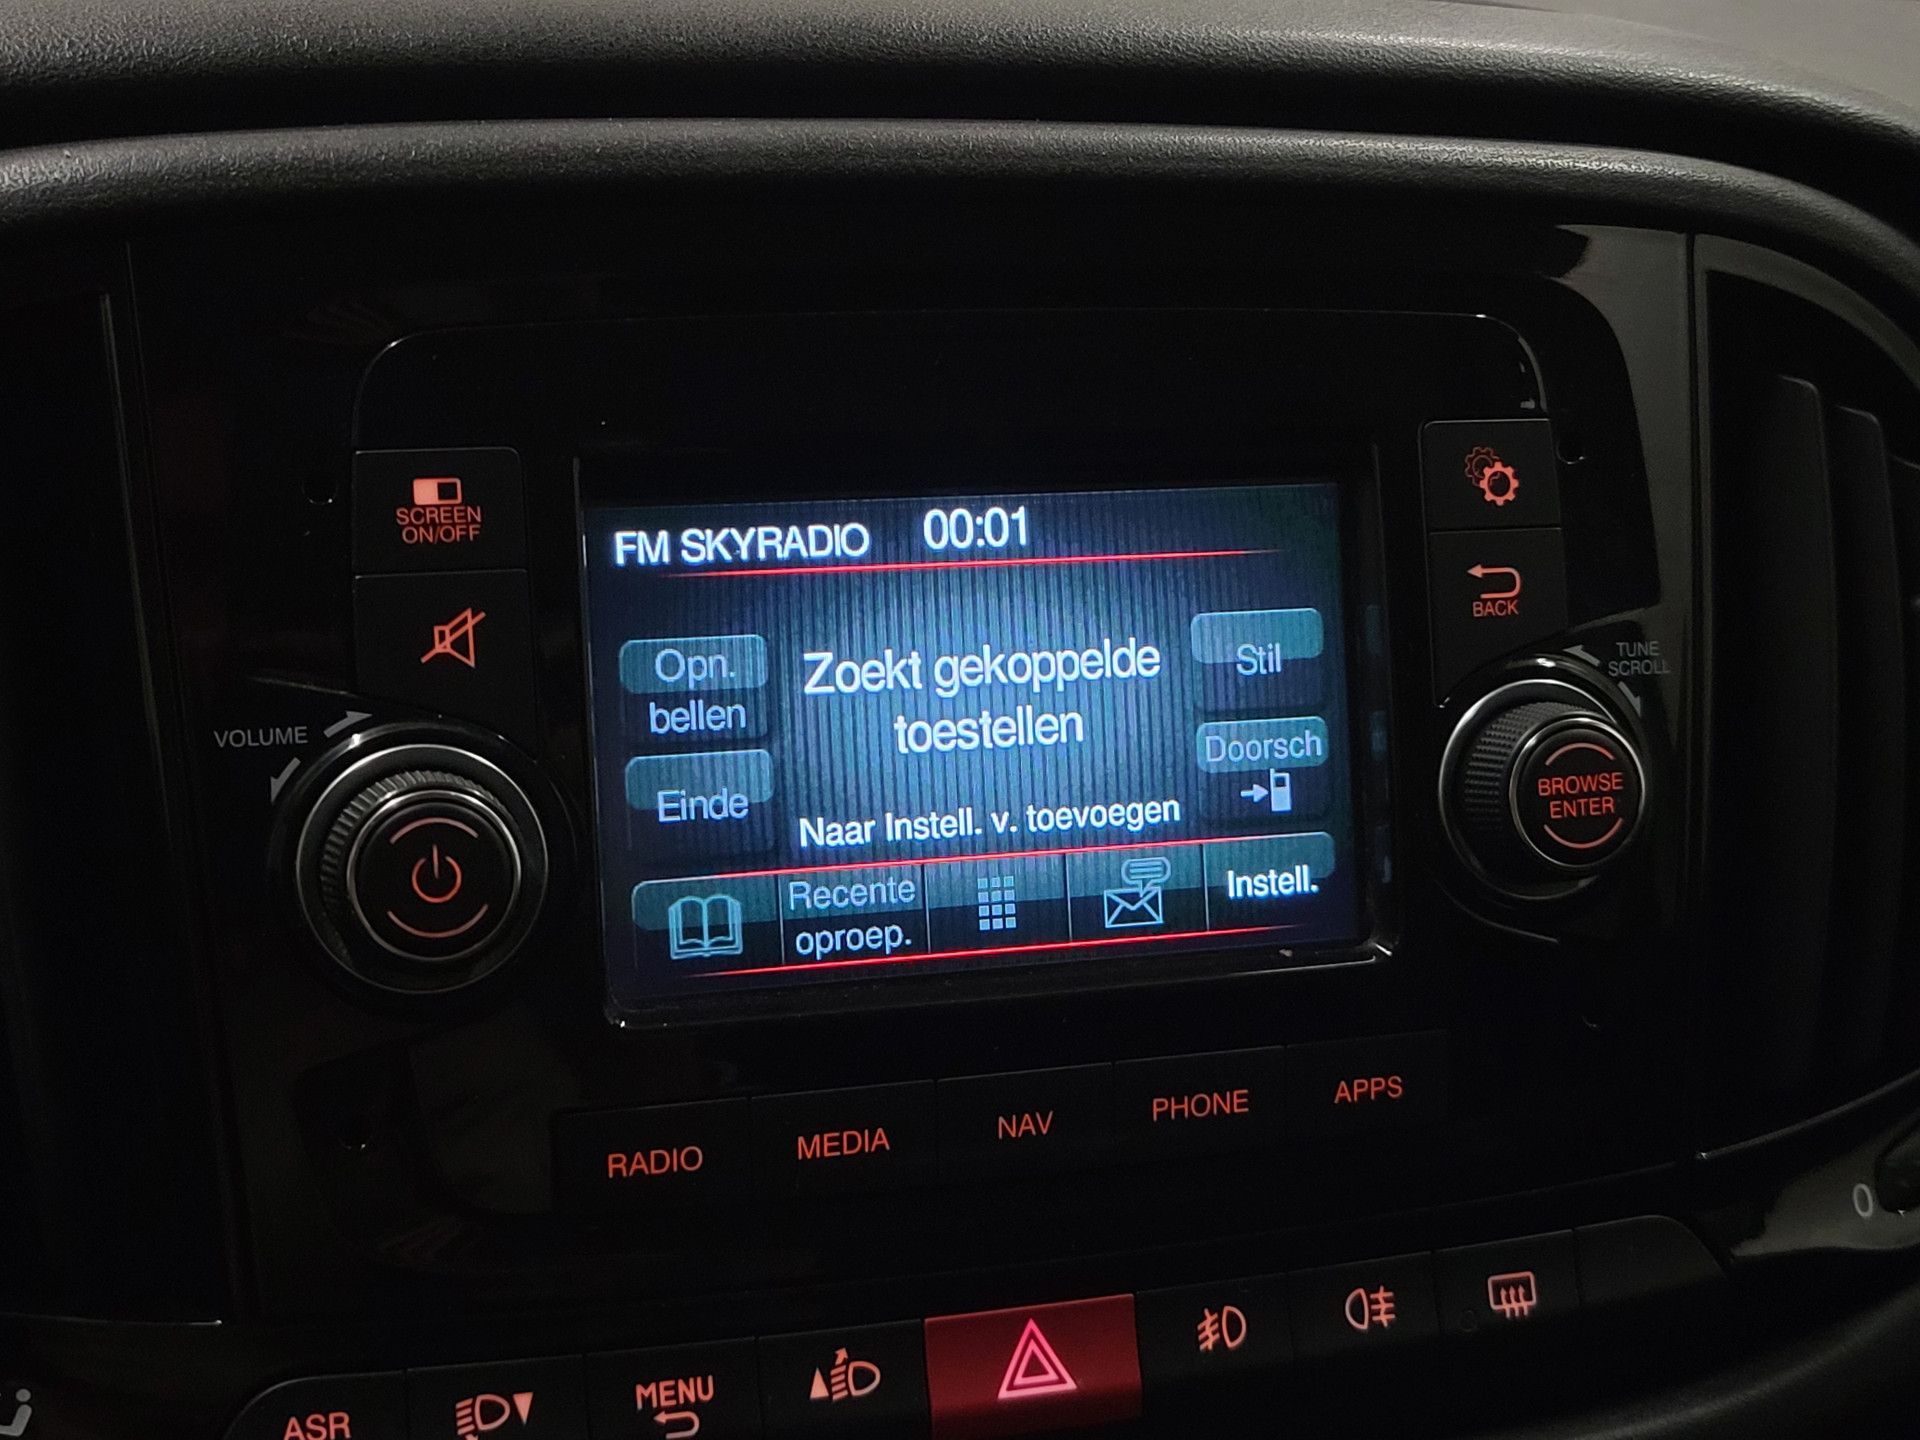 SCREEN
ON/OFF
VOLUME
FM SKYRADIO 00:01
Opn.
bellen
Einde
Zoekt gekoppelde
toestellen
Naar Instell. v. toevoegen
Stil
Doorsch
Recente
oproep.
Instell.
BACK
TUNE
SCROLL
BROWSE
ENTER
RADIO
MEDIA
NAV
PHONE
APPS
0
ASR
MENU